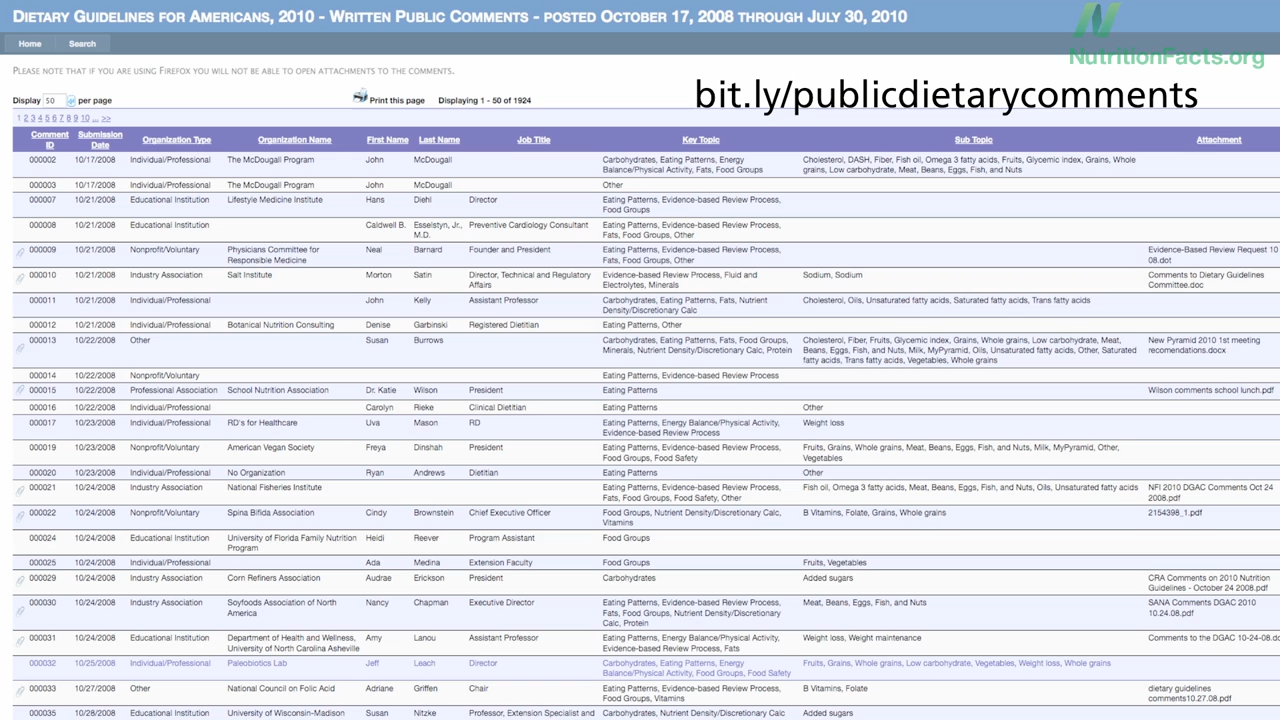 DIETARY GUIDELINES FOR AMERICANS, 2010 - WRITTEN PUBLIC COMMENTS - POSTED OCTOBER 17, 2008 THROUGH JULY 30, 2010
NutritionFacts.org
Home Search
PLEASE NOTE THAT IF YOU ARE USING FIREFOX YOU WILL NOT BE ABLE TO OPEN ATTACHMENTS TO THE COMMENTS.
bit.ly/publicdietarycomments
Display 50 per page Print this page Displaying 1 - 50 of 1924
1 2 3 4 5 6 7 8 9 10 ... >>
Comment ID Submission Date Organization Type Organization Name First Name Last Name Job Title Key Topic Sub Topic Attachment
000002 10/17/2008 Individual/Professional The McDougall Program John McDougall Carbohydrates, Eating Patterns, Energy Cholesterol, DASH, Fiber, Fish oil, Omega 3 fatty acids, Fruits, Glycemic index, Grains, Whole
Balance/Physical Activity, Fats, Food Groups grains, Low carbohydrate, Meat, Beans, Eggs, Fish, and Nuts
000003 10/17/2008 Individual/Professional The McDougall Program John McDougall Other
000007 10/21/2008 Educational Institution Lifestyle Medicine Institute Hans Diehl Director Eating Patterns, Evidence-based Review Process,
Food Groups
000008 10/21/2008 Educational Institution Caldwell B. Esselstyn, Jr., Preventive Cardiology Consultant Eating Patterns, Evidence-based Review Process,
M.D. Fats, Food Groups, Other
000009 10/21/2008 Nonprofit/Voluntary Physicians Committee for Neal Barnard Founder and President Eating Patterns, Evidence-based Review Process, Evidence-Based Review Request 10
Responsible Medicine Fats, Food Groups, Other 08.dot
000010 10/21/2008 Industry Association Salt Institute Morton Satin Director, Technical and Regulatory Evidence-based Review Process, Fluid and Sodium, Sodium Comments to Dietary Guidelines
Affairs Electrolytes, Minerals Committee.doc
000011 10/21/2008 Individual/Professional John Kelly Assistant Professor Carbohydrates, Eating Patterns, Fats, Nutrient Cholesterol, Oils, Unsaturated fatty acids, Saturated fatty acids, Trans fatty acids
Density/Discretionary Calc
000012 10/21/2008 Individual/Professional Botanical Nutrition Consulting Denise Garbinski Registered Dietitian Eating Patterns, Other
000013 10/22/2008 Other Susan Burrows Carbohydrates, Eating Patterns, Fats, Food Groups, Cholesterol, Fiber, Fruits, Glycemic index, Grains, Whole grains, Low carbohydrate, Meat, New Pyramid 2010 1st meeting
Minerals, Nutrient Density/Discretionary Calc, Protein Beans, Eggs, Fish, and Nuts, Milk, MyPyramid, Oils, Unsaturated fatty acids, Other, Saturated recomendations.docx
fatty acids, Trans fatty acids, Vegetables, Whole grains
000014 10/22/2008 Nonprofit/Voluntary Eating Patterns, Evidence-based Review Process
000015 10/22/2008 Professional Association School Nutrition Association Dr. Katie Wilson President Eating Patterns Wilson comments school lunch.pdf
000016 10/22/2008 Individual/Professional Carolyn Rieke Clinical Dietitian Eating Patterns Other
000017 10/22/2008 Individual/Professional RD's for Healthcare Uva Mason RD Eating Patterns, Energy Balance/Physical Activity, Weight loss
Evidence-based Review Process
000019 10/23/2008 Nonprofit/Voluntary American Vegan Society Freya Dinshah President Eating Patterns, Evidence-based Review Process, Fruits, Grains, Whole grains, Meat, Beans, Eggs, Fish, and Nuts, Milk, MyPyramid, Other,
Food Groups, Food Safety Vegetables
000020 10/23/2008 Individual/Professional No Organization Ryan Andrews Dietitian Eating Patterns Other
000021 10/24/2008 Industry Association National Fisheries Institute Eating Patterns, Evidence-based Review Process, Fish oil, Omega 3 fatty acids, Meat, Beans, Eggs, Fish, and Nuts, Oils, Unsaturated fatty acids NFI 2010 DGAC Comments Oct 24
Fats, Food Groups, Food Safety, Other 2008.pdf
000022 10/24/2008 Nonprofit/Voluntary Spina Bifida Association Cindy Brownstein Chief Executive Officer Food Groups, Nutrient Density/Discretionary Calc, B Vitamins, Folate, Grains, Whole grains 2154398_1.pdf
Vitamins
000024 10/24/2008 Educational Institution University of Florida Family Nutrition Heidi Reever Program Assistant Food Groups
Program
000025 10/24/2008 Individual/Professional Ada Medina Extension Faculty Food Groups Fruits, Vegetables
000029 10/24/2008 Industry Association Corn Refiners Association Audrae Erickson President Carbohydrates Added sugars CRA Comments on 2010 Nutrition
Guidelines - October 24 2008.pdf
000030 10/24/2008 Industry Association Soyfoods Association of North Nancy Chapman Executive Director Eating Patterns, Evidence-based Review Process, Meat, Beans, Eggs, Fish, and Nuts SANA Comments DGAC 2010
America Fats, Food Groups, Nutrient Density/Discretionary 10.24.08.pdf
Calc, Protein
000031 10/24/2008 Educational Institution Department of Health and Wellness, Amy Lanou Assistant Professor Eating Patterns, Energy Balance/Physical Activity, Weight loss, Weight maintenance Comments to the DGAC 10-24-08.do
University of North Carolina Asheville Evidence-based Review Process, Fats
000032 10/25/2008 Individual/Professional Paleobiotics Lab Jeff Leach Director Carbohydrates, Eating Patterns, Energy Fruits, Grains, Whole grains, Low carbohydrate, Vegetables, Weight loss, Whole grains
Balance/Physical Activity, Food Groups, Food Safety
000033 10/27/2008 Other National Council on Folic Acid Adriane Griffen Chair Eating Patterns, Evidence-based Review Process, B Vitamins, Folate dietary guidelines
Food Groups, Vitamins comments10.27.08.pdf
000035 10/28/2008 Educational Institution University of Wisconsin-Madison Susan Nitzke Professor, Extension Specialist and Carbohydrates, Nutrient Density/Discretionary Calc Added sugars